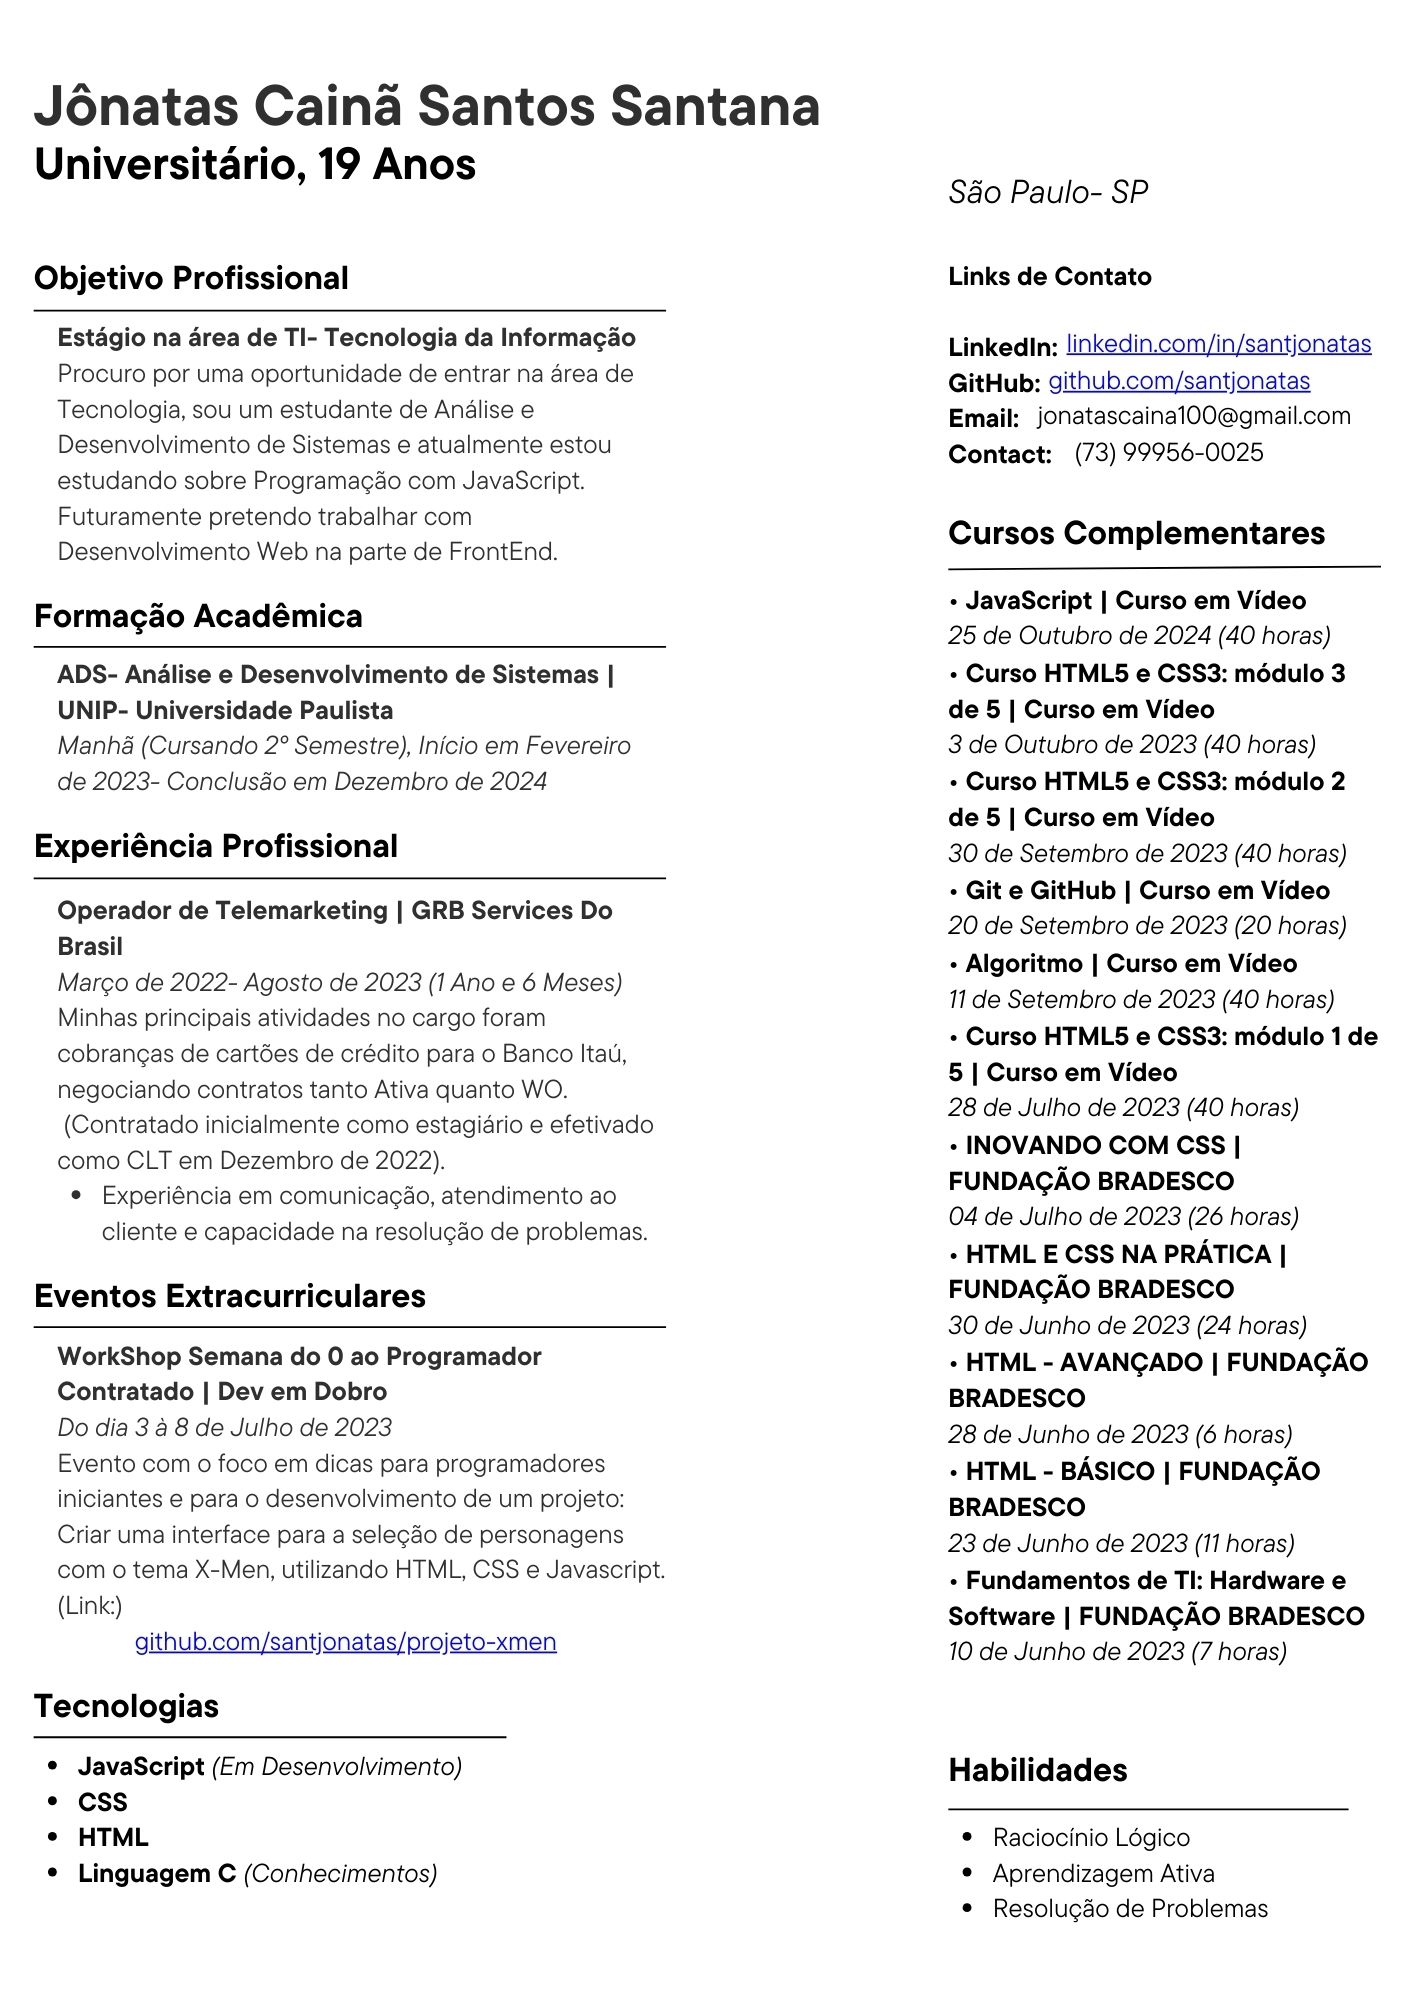 Jônatas Cainã Santos Santana
Universitário, 19 Anos
São Paulo- SP
Objetivo Profissional
Estágio na área de TI- Tecnologia da Informação
Procuro por uma oportunidade de entrar na área de
Tecnologia, sou um estudante de Análise e
Desenvolvimento de Sistemas e atualmente estou
estudando sobre Programação com JavaScript.
Futuramente pretendo trabalhar com
Desenvolvimento Web na parte de FrontEnd.
Formação Acadêmica
ADS- Análise e Desenvolvimento de Sistemas |
UNIP- Universidade Paulista
Manhã (Cursando 2º Semestre), Início em Fevereiro
de 2023- Conclusão em Dezembro de 2024
Experiência Profissional
Operador de Telemarketing | GRB Services Do
Brasil
Março de 2022- Agosto de 2023 (1 Ano e 6 Meses)
Minhas principais atividades no cargo foram
cobranças de cartões de crédito para o Banco Itaú,
negociando contratos tanto Ativa quanto WO.
(Contratado inicialmente como estagiário e efetivado
como CLT em Dezembro de 2022).
• Experiência em comunicação, atendimento ao
cliente e capacidade na resolução de problemas.
Eventos Extracurriculares
WorkShop Semana do 0 ao Programador
Contratado | Dev em Dobro
Do dia 3 à 8 de Julho de 2023
Evento com o foco em dicas para programadores
iniciantes e para o desenvolvimento de um projeto:
Criar uma interface para a seleção de personagens
com o tema X-Men, utilizando HTML, CSS e Javascript.
(Link:)
github.com/santjonatas/projeto-xmen
Tecnologias
• JavaScript (Em Desenvolvimento)
• CSS
• HTML
• Linguagem C (Conhecimentos)
Links de Contato
LinkedIn: linkedin.com/in/santjonatas
GitHub: github.com/santjonatas
Email: jonatascaina100@gmail.com
Contact: (73) 99956-0025
Cursos Complementares
• JavaScript | Curso em Vídeo
25 de Outubro de 2024 (40 horas)
• Curso HTML5 e CSS3: módulo 3
de 5 | Curso em Vídeo
3 de Outubro de 2023 (40 horas)
• Curso HTML5 e CSS3: módulo 2
de 5 | Curso em Vídeo
30 de Setembro de 2023 (40 horas)
• Git e GitHub | Curso em Vídeo
20 de Setembro de 2023 (20 horas)
• Algoritmo | Curso em Vídeo
11 de Setembro de 2023 (40 horas)
• Curso HTML5 e CSS3: módulo 1 de
5 | Curso em Vídeo
28 de Julho de 2023 (40 horas)
• INOVANDO COM CSS |
FUNDAÇÃO BRADESCO
04 de Julho de 2023 (26 horas)
• HTML E CSS NA PRÁTICA |
FUNDAÇÃO BRADESCO
30 de Junho de 2023 (24 horas)
• HTML - AVANÇADO | FUNDAÇÃO
BRADESCO
28 de Junho de 2023 (6 horas)
• HTML - BÁSICO | FUNDAÇÃO
BRADESCO
23 de Junho de 2023 (11 horas)
• Fundamentos de TI: Hardware e
Software | FUNDAÇÃO BRADESCO
10 de Junho de 2023 (7 horas)
Habilidades
• Raciocínio Lógico
• Aprendizagem Ativa
• Resolução de Problemas